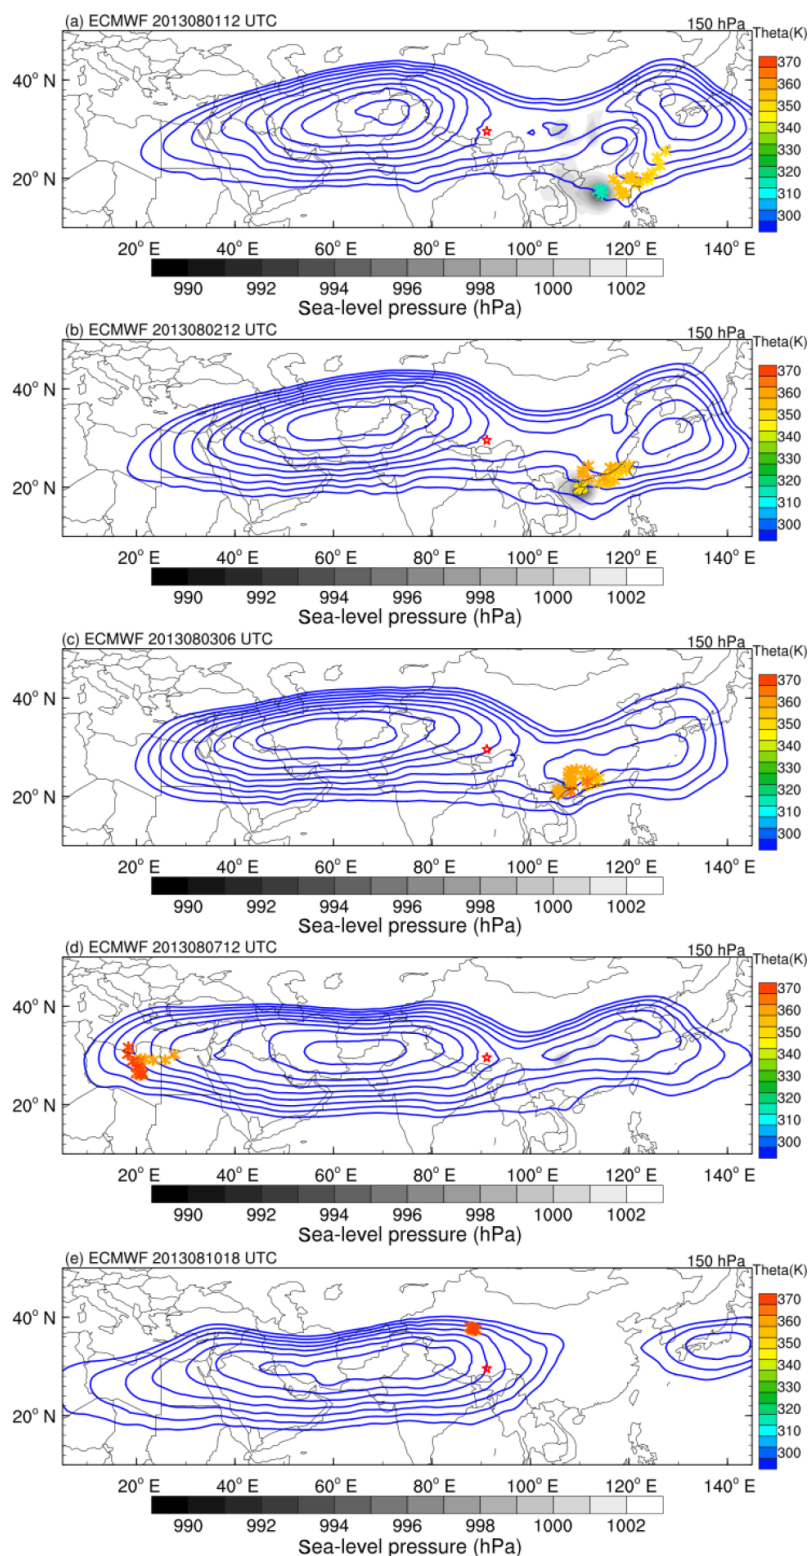 (a) ECMWF 2013080112 UTC 150 hPa
Theta(K)
370
360
350
340
330
320
310
300
40° N
20° N
20° E 40° E 60° E 80° E 100° E 120° E 140° E
990 992 994 996 998 1000 1002
Sea-level pressure (hPa)
(b) ECMWF 2013080212 UTC 150 hPa
Theta(K)
370
360
350
340
330
320
310
300
40° N
20° N
20° E 40° E 60° E 80° E 100° E 120° E 140° E
990 992 994 996 998 1000 1002
Sea-level pressure (hPa)
(c) ECMWF 2013080306 UTC 150 hPa
Theta(K)
370
360
350
340
330
320
310
300
40° N
20° N
20° E 40° E 60° E 80° E 100° E 120° E 140° E
990 992 994 996 998 1000 1002
Sea-level pressure (hPa)
(d) ECMWF 2013080712 UTC 150 hPa
Theta(K)
370
360
350
340
330
320
310
300
40° N
20° N
20° E 40° E 60° E 80° E 100° E 120° E 140° E
990 992 994 996 998 1000 1002
Sea-level pressure (hPa)
(e) ECMWF 2013081018 UTC 150 hPa
Theta(K)
370
360
350
340
330
320
310
300
40° N
20° N
20° E 40° E 60° E 80° E 100° E 120° E 140° E
990 992 994 996 998 1000 1002
Sea-level pressure (hPa)